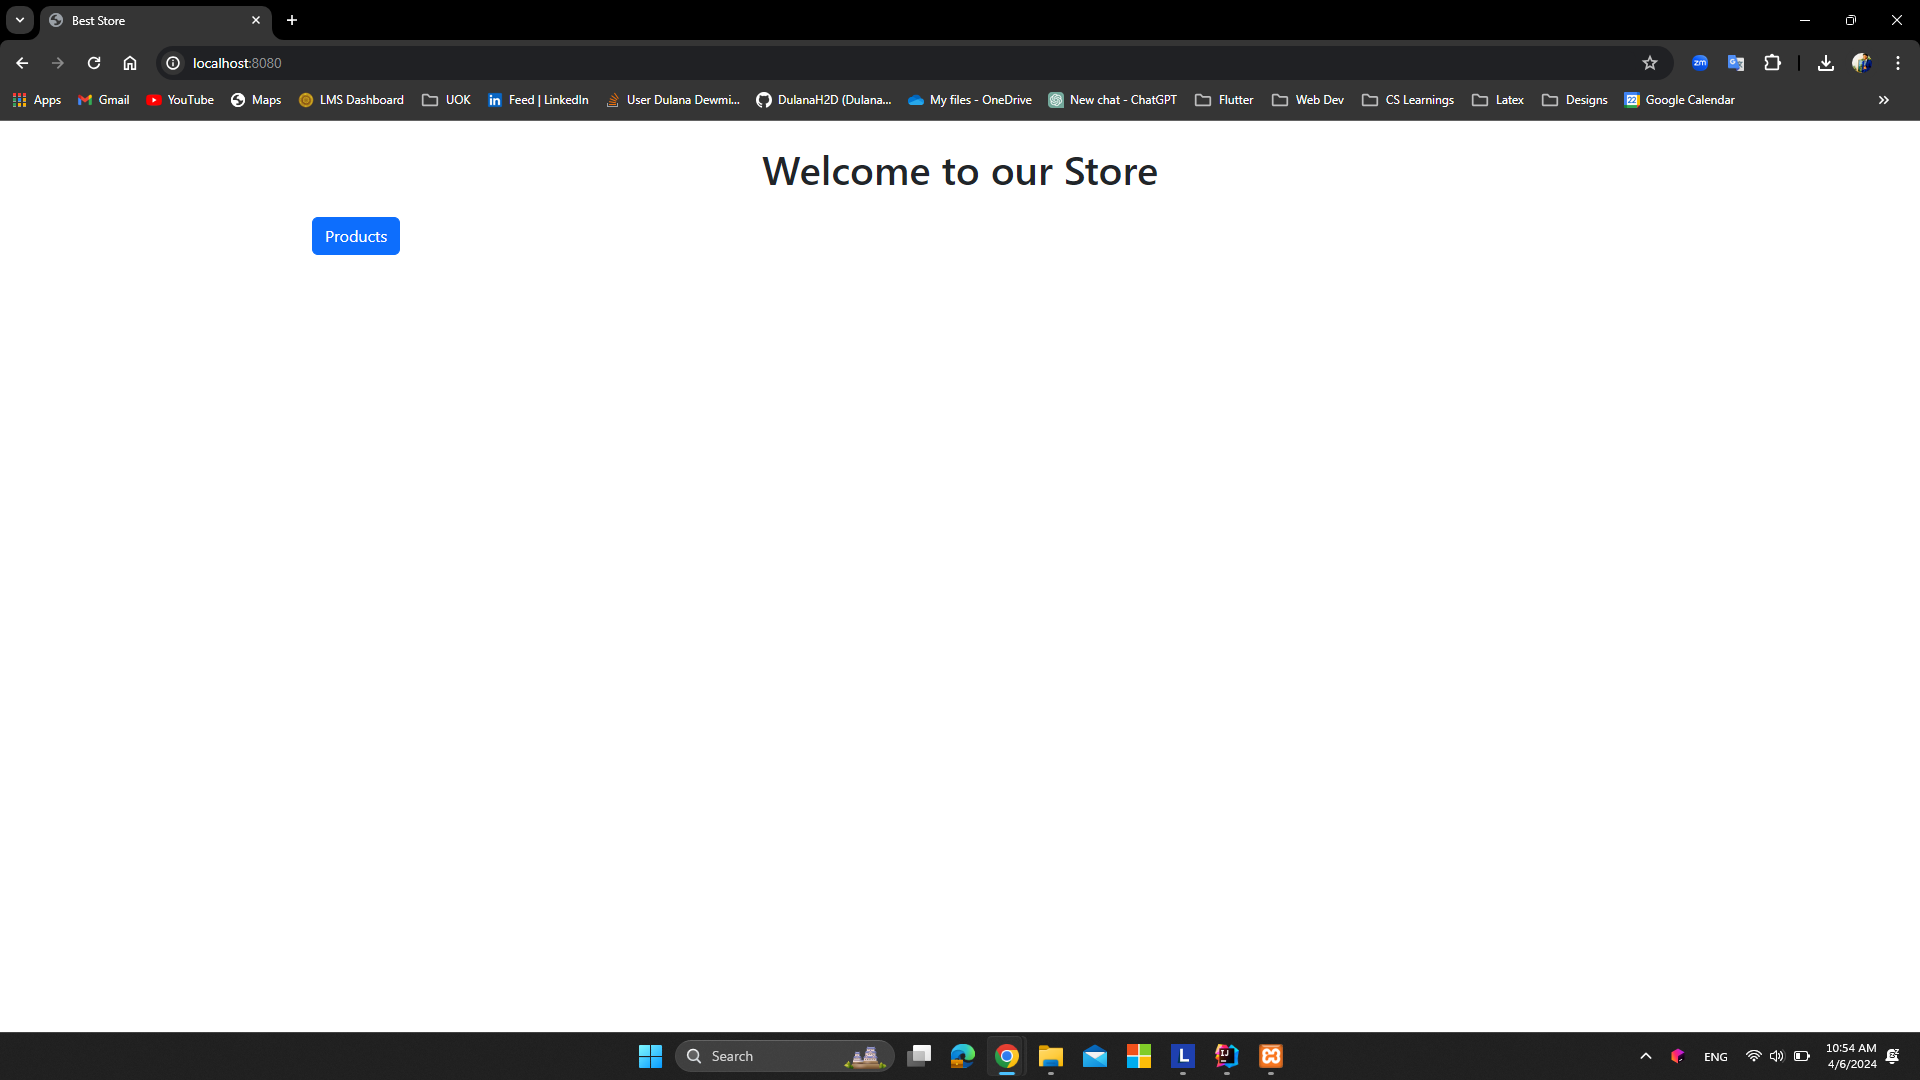 Best Store
localhost:8080
Apps Gmail YouTube Maps LMS Dashboard UOK Feed | LinkedIn User Dulana Dewmi... DulanaH2D (Dulana... My files - OneDrive New chat - ChatGPT Flutter Web Dev CS Learnings Latex Designs Google Calendar
Welcome to our Store
Products
Search
ENG
10:54 AM
4/6/2024